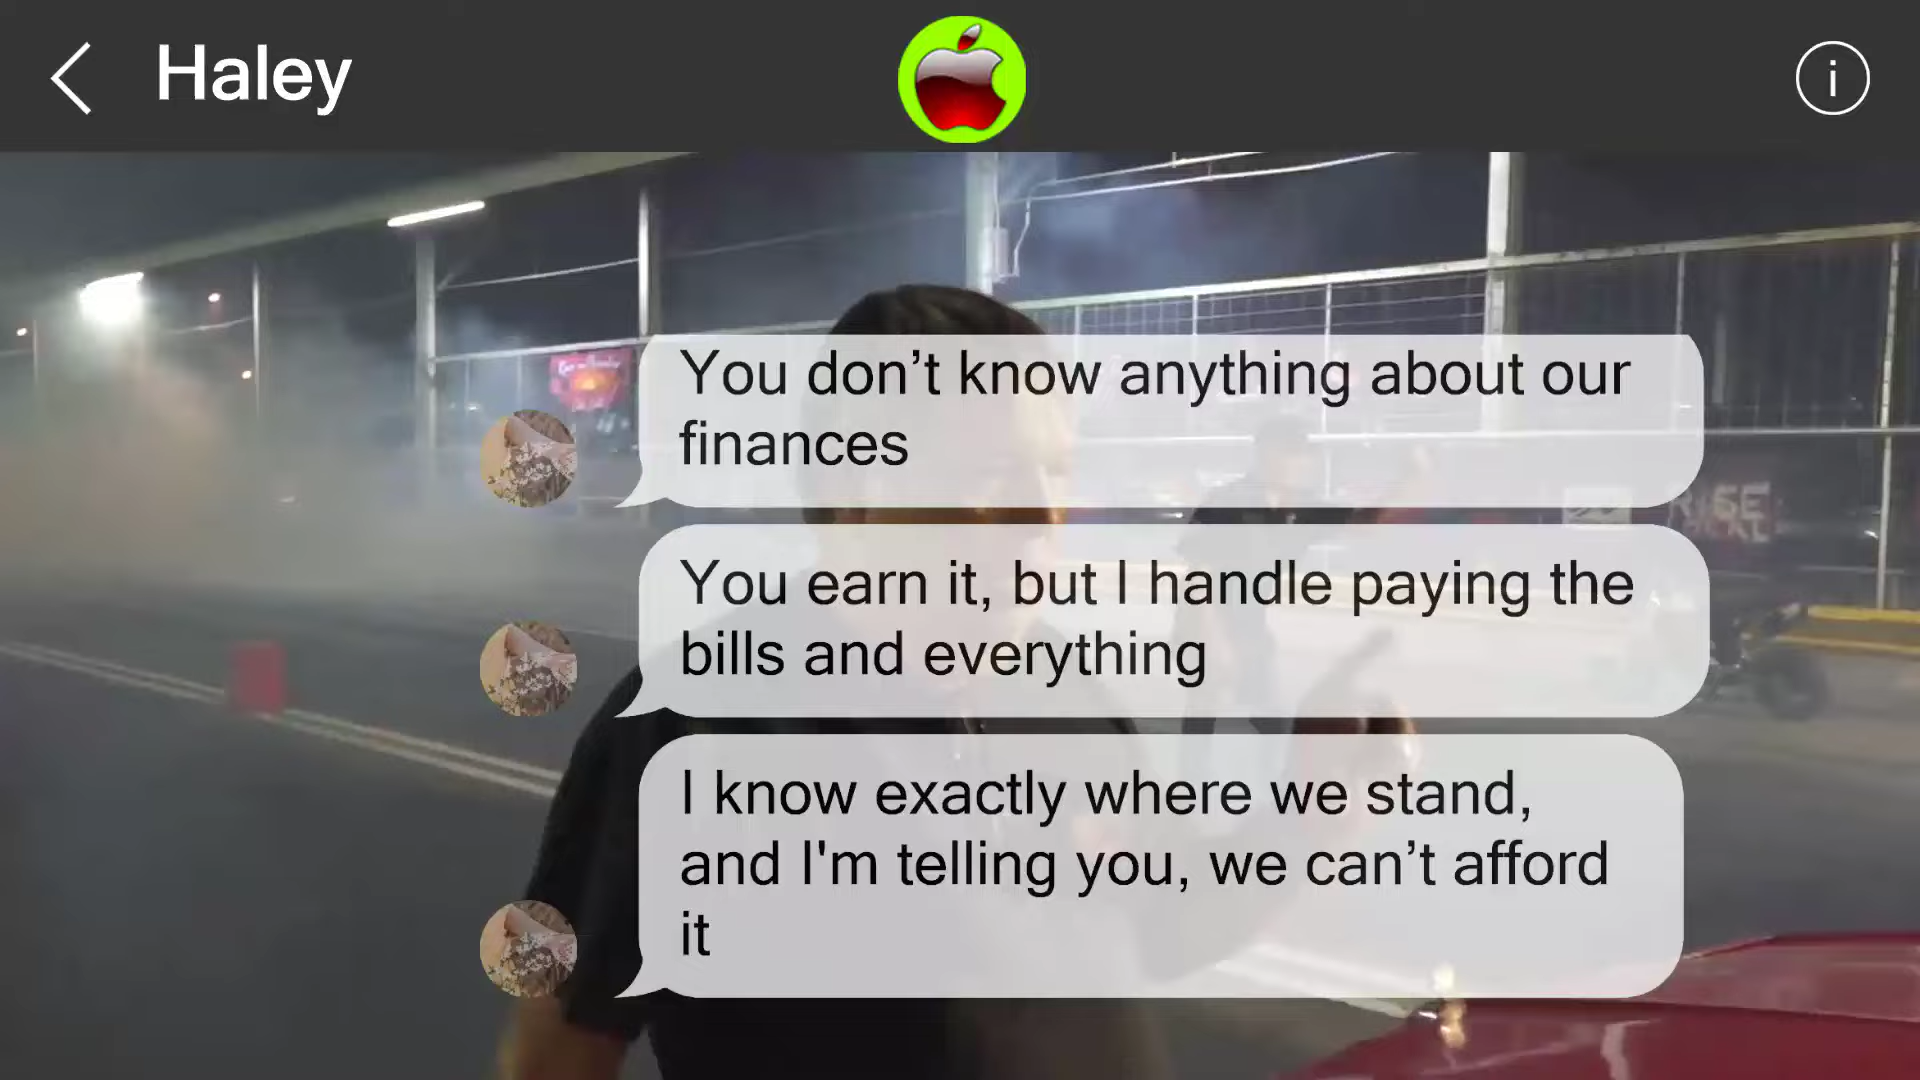 Haley
You don’t know anything about our
finances
You earn it, but I handle paying the
bills and everything
I know exactly where we stand,
and I'm telling you, we can’t afford
it